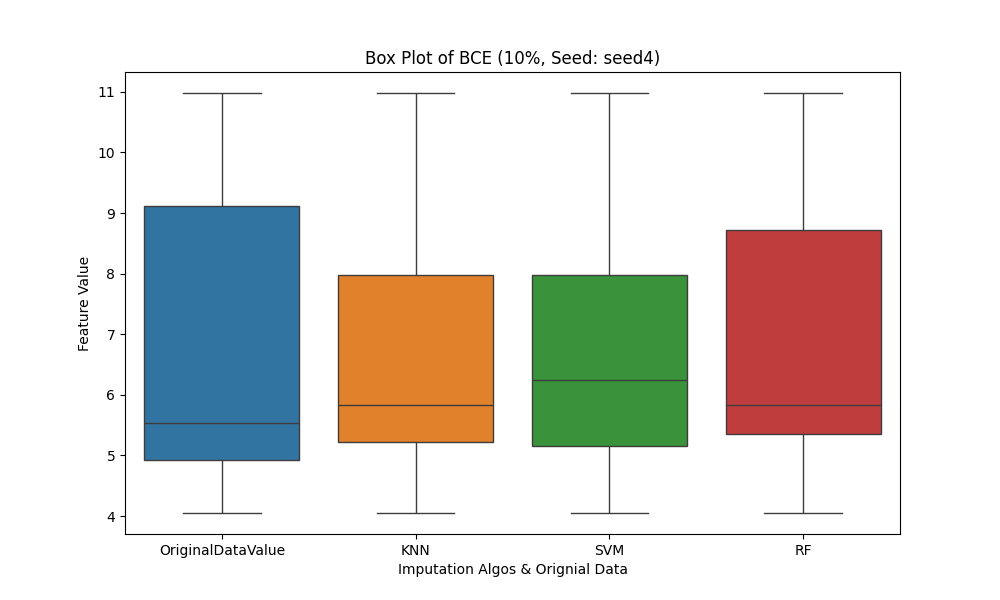 Box Plot of BCE (10%, Seed: seed4)
11
10
9
8
7
6
5
4
Feature Value
OriginalDataValue
KNN
SVM
RF
Imputation Algos & Orignial Data